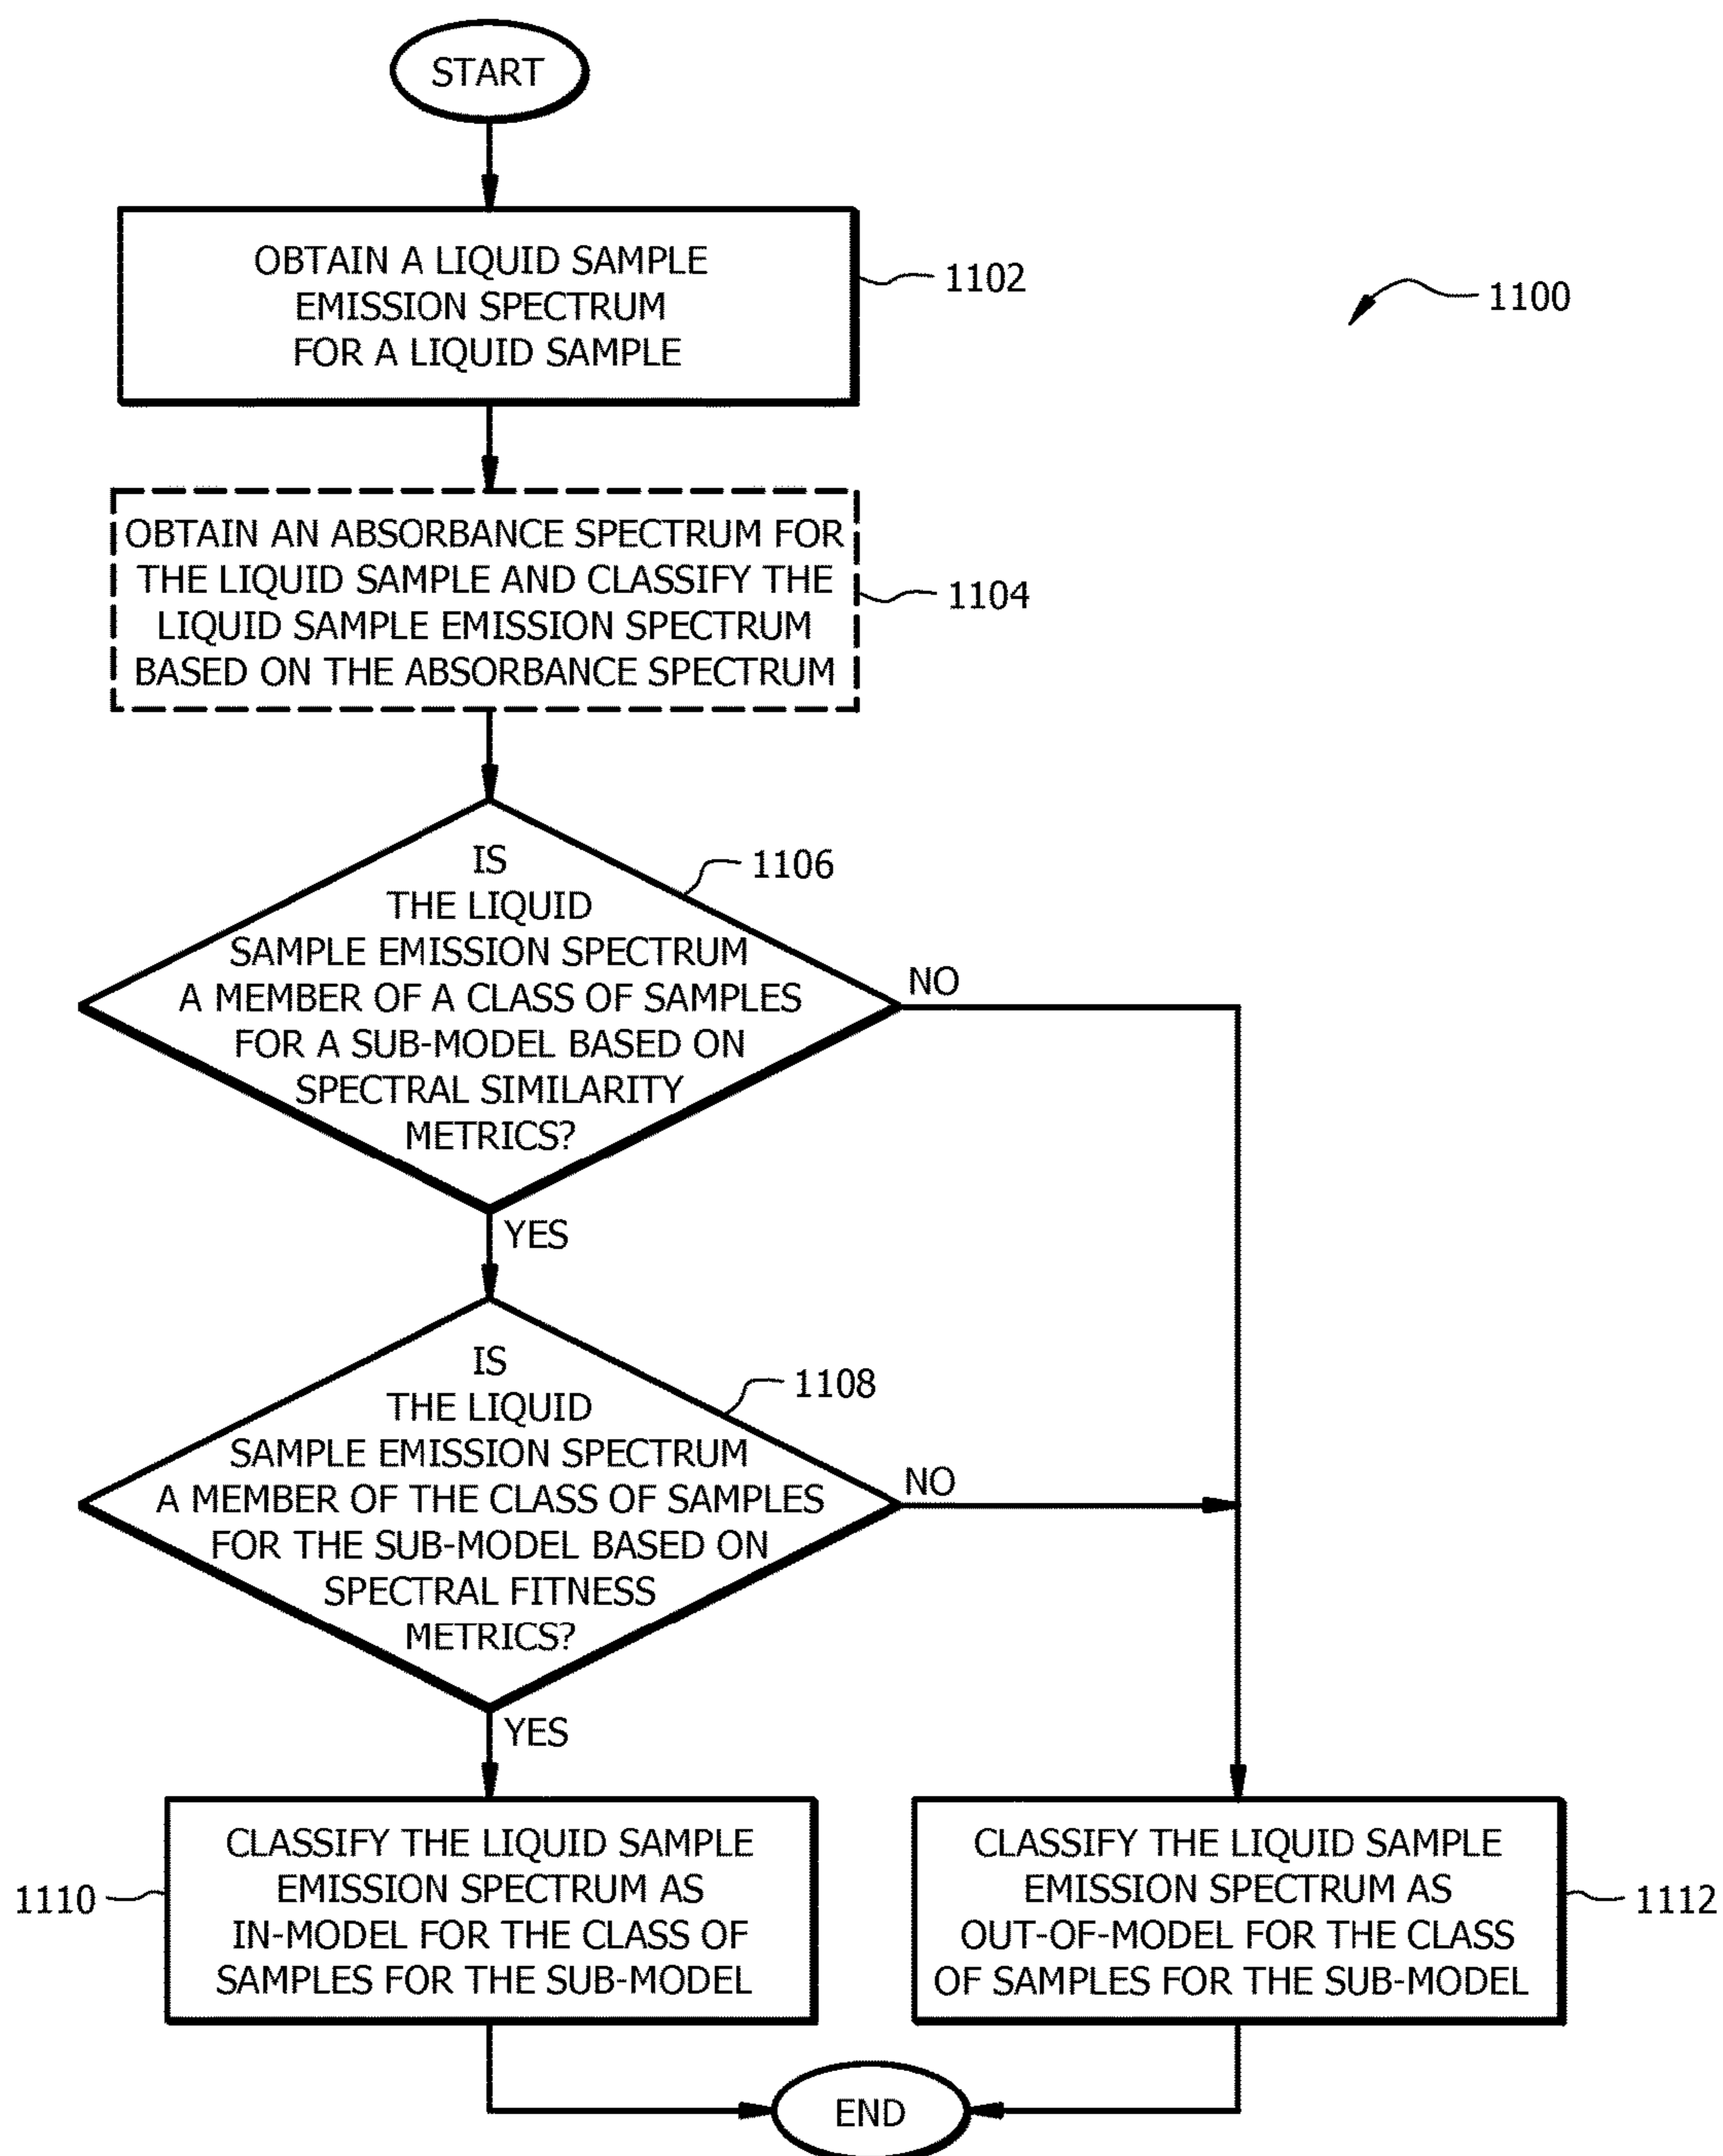 START
OBTAIN A LIQUID SAMPLE
EMISSION SPECTRUM
FOR A LIQUID SAMPLE
1102
1100
OBTAIN AN ABSORBANCE SPECTRUM FOR
THE LIQUID SAMPLE AND CLASSIFY THE
LIQUID SAMPLE EMISSION SPECTRUM
BASED ON THE ABSORBANCE SPECTRUM
1104
IS
THE LIQUID
SAMPLE EMISSION SPECTRUM
A MEMBER OF A CLASS OF SAMPLES
FOR A SUB-MODEL BASED ON
SPECTRAL SIMILARITY
METRICS?
1106
NO
YES
IS
THE LIQUID
SAMPLE EMISSION SPECTRUM
A MEMBER OF THE CLASS OF SAMPLES
FOR THE SUB-MODEL BASED ON
SPECTRAL FITNESS
METRICS?
1108
NO
YES
CLASSIFY THE LIQUID SAMPLE
EMISSION SPECTRUM AS
IN-MODEL FOR THE CLASS OF
SAMPLES FOR THE SUB-MODEL
1110
CLASSIFY THE LIQUID SAMPLE
EMISSION SPECTRUM AS
OUT-OF-MODEL FOR THE CLASS
OF SAMPLES FOR THE SUB-MODEL
1112
END